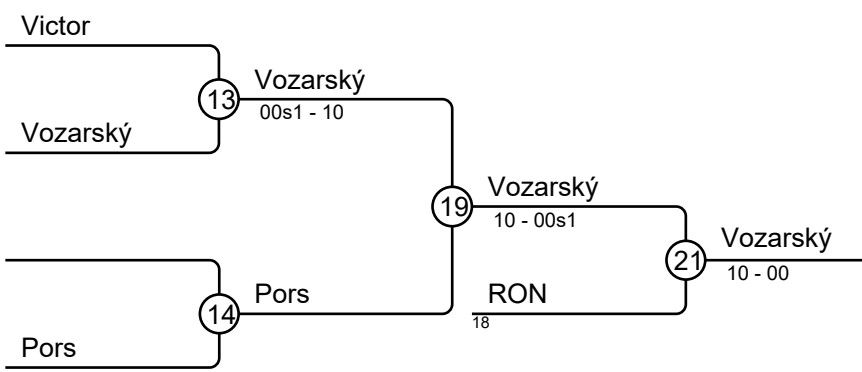 Victor
13
Vozarský
00s1 - 10
Vozarský
19
Vozarský
10 - 00s1
21
Vozarský
10 - 00
14
Pors
RON
18
Pors